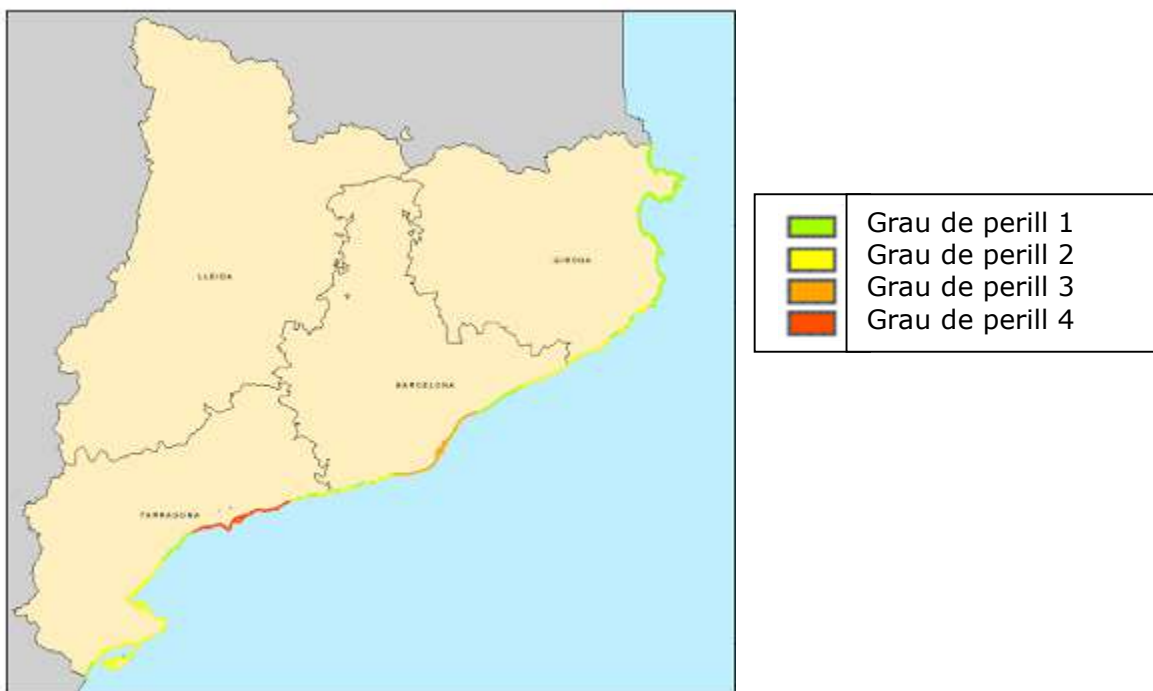 LLEIDA
GIRONA
BARCELONA
TARRAGONA
Grau de perill 1
Grau de perill 2
Grau de perill 3
Grau de perill 4